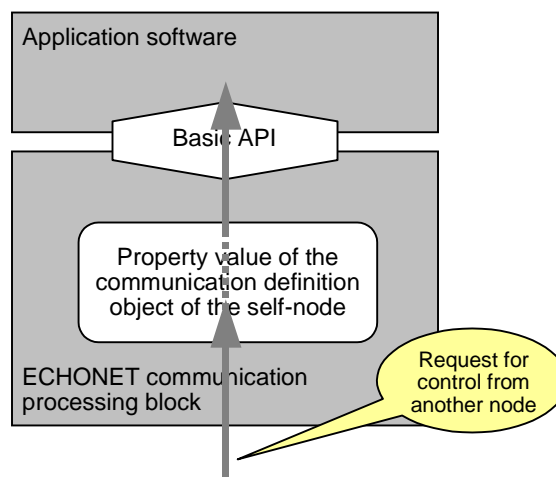 Application software
Basic API
Property value of the
communication definition
object of the self-node
Request for
control from
another node
ECHONET communication
processing block